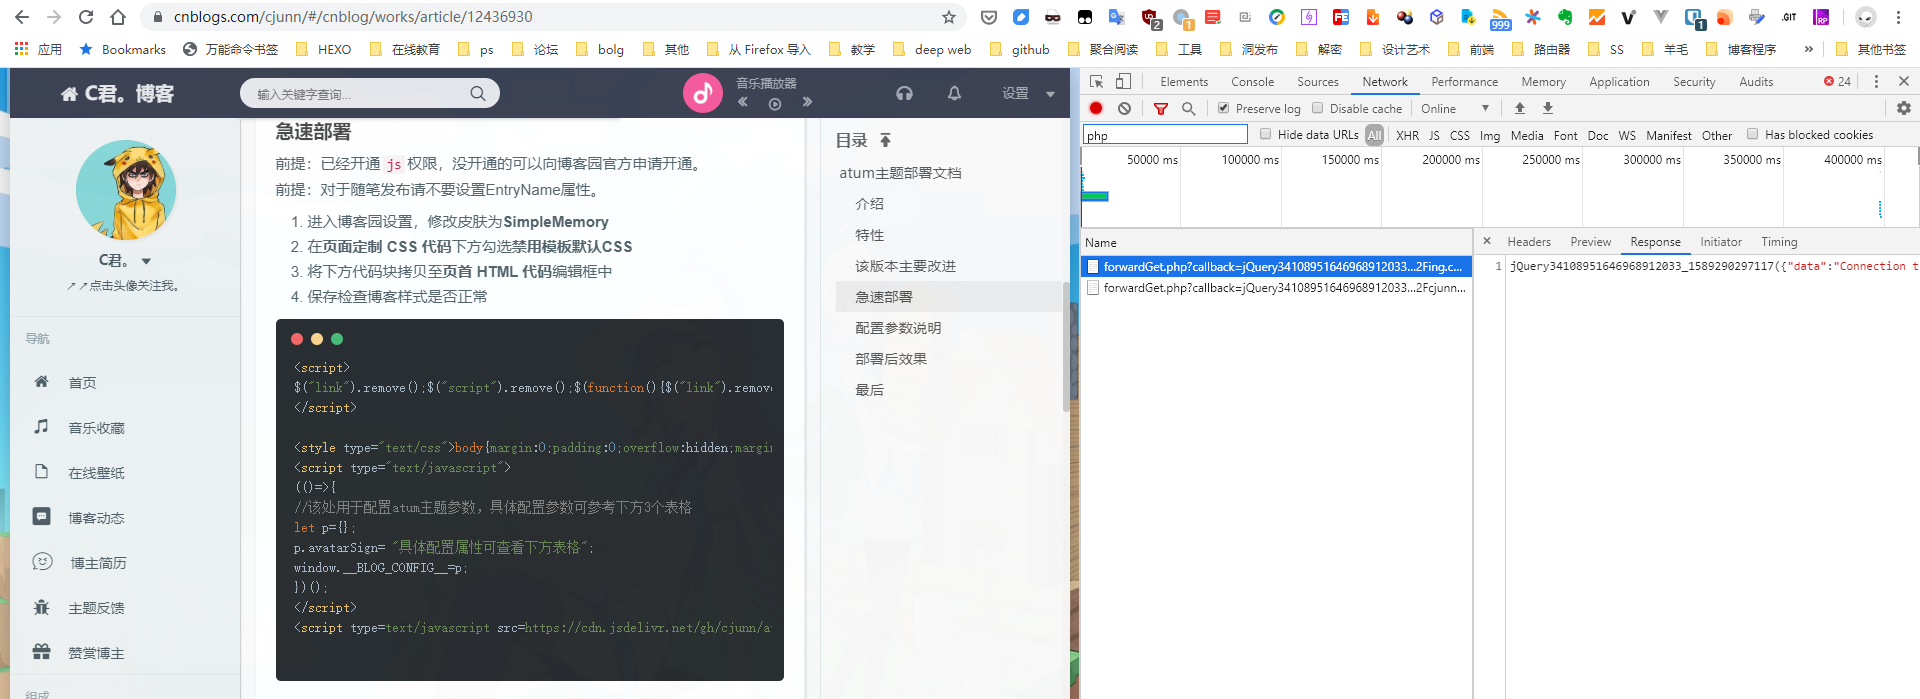 cnblogs.com/cjunn/#/cnblog/works/article/12436930
2
1
999
1
.GIT
RP
应用
Bookmarks
万能命令书签
HEXO
在线教育
ps
论坛
bolg
其他
从 Firefox 导入
教学
deep web
github
聚合阅读
工具
洞发布
解密
设计艺术
前端
路由器
SS
羊毛
博客程序
»
其他书签
C君。博客
输入关键字查询...
音乐播放器
设置
C君。
↗↗点击头像关注我。
导航
首页
音乐收藏
在线壁纸
博客动态
博主简历
主题反馈
赞赏博主
组成
急速部署
前提：已经开通 js 权限，没开通的可以向博客园官方申请开通。
前提：对于随笔发布请不要设置EntryName属性。
1. 进入博客园设置，修改皮肤为SimpleMemory
2. 在页面定制 CSS 代码下方勾选禁用模板默认CSS
3. 将下方代码块拷贝至页首 HTML 代码编辑框中
4. 保存检查博客样式是否正常
<script>
$("link").remove();$("script").remove();$(function(){$("link").remove
</script>
<style type="text/css">body{margin:0;padding:0;overflow:hidden;margin
<script type="text/javascript">
(()=>{
//该处用于配置atum主题参数，具体配置参数可参考下方3个表格
let p={};
p.avatarSign= "具体配置属性可查看下方表格";
window.__BLOG_CONFIG__=p;
})();
</script>
<script type=text/javascript src=https://cdn.jsdelivr.net/gh/cjunn/a
目录
atum主题部署文档
介绍
特性
该版本主要改进
急速部署
配置参数说明
部署后效果
最后
Elements
Console
Sources
Network
Performance
Memory
Application
Security
Audits
24
Preserve log
Disable cache
Online
php
Hide data URLs
All
XHR
JS
CSS
Img
Media
Font
Doc
WS
Manifest
Other
Has blocked cookies
50000 ms
100000 ms
150000 ms
200000 ms
250000 ms
300000 ms
350000 ms
400000 ms
Name
forwardGet.php?callback=jQuery34108951646968912033...2Fing.c...
forwardGet.php?callback=jQuery34108951646968912033...2Fcjunn...
Headers
Preview
Response
Initiator
Timing
1
jQuery34108951646968912033_1589290297117({"data":"Connection t